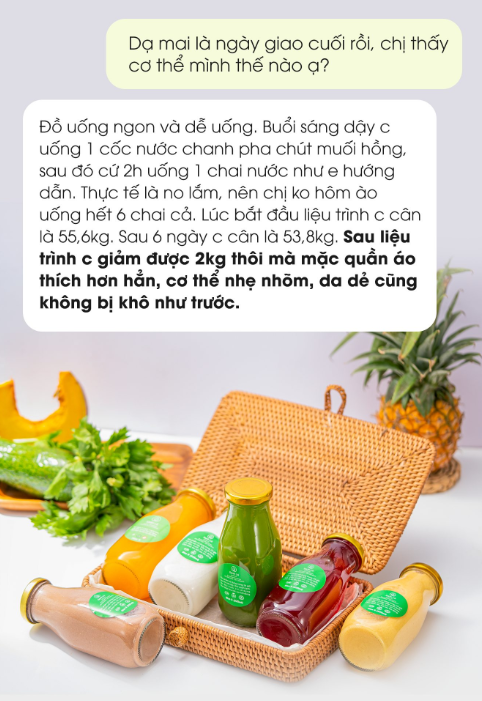 Dạ mai là ngày giao cuối rồi, chị thấy
cơ thể mình thế nào ạ?
Đồ uống ngon và dễ uống. Buổi sáng dậy c
uống 1 cốc nước chanh pha chút muối hồng,
sau đó cứ 2h uống 1 chai nước như e hướng
dẫn. Thực tế là no lắm, nên chị ko hôm ào
uống hết 6 chai cả. Lúc bắt đầu liệu trình c cân
là 55,6kg. Sau 6 ngày c cân là 53,8kg. Sau liệu
trình c giảm được 2kg thôi mà mặc quần áo
thích hơn hẳn, cơ thể nhẹ nhõm, da dẻ cũng
không bị khô như trước.